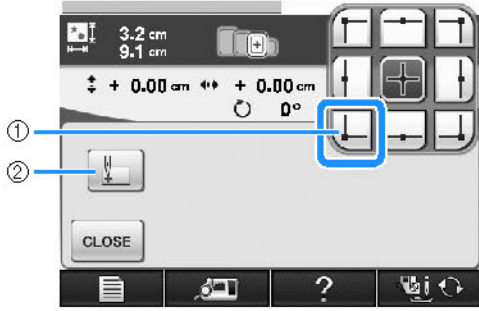 3.2 cm
9.1 cm
+ 0.00 cm + 0.00 cm
0°
①
②
CLOSE
?